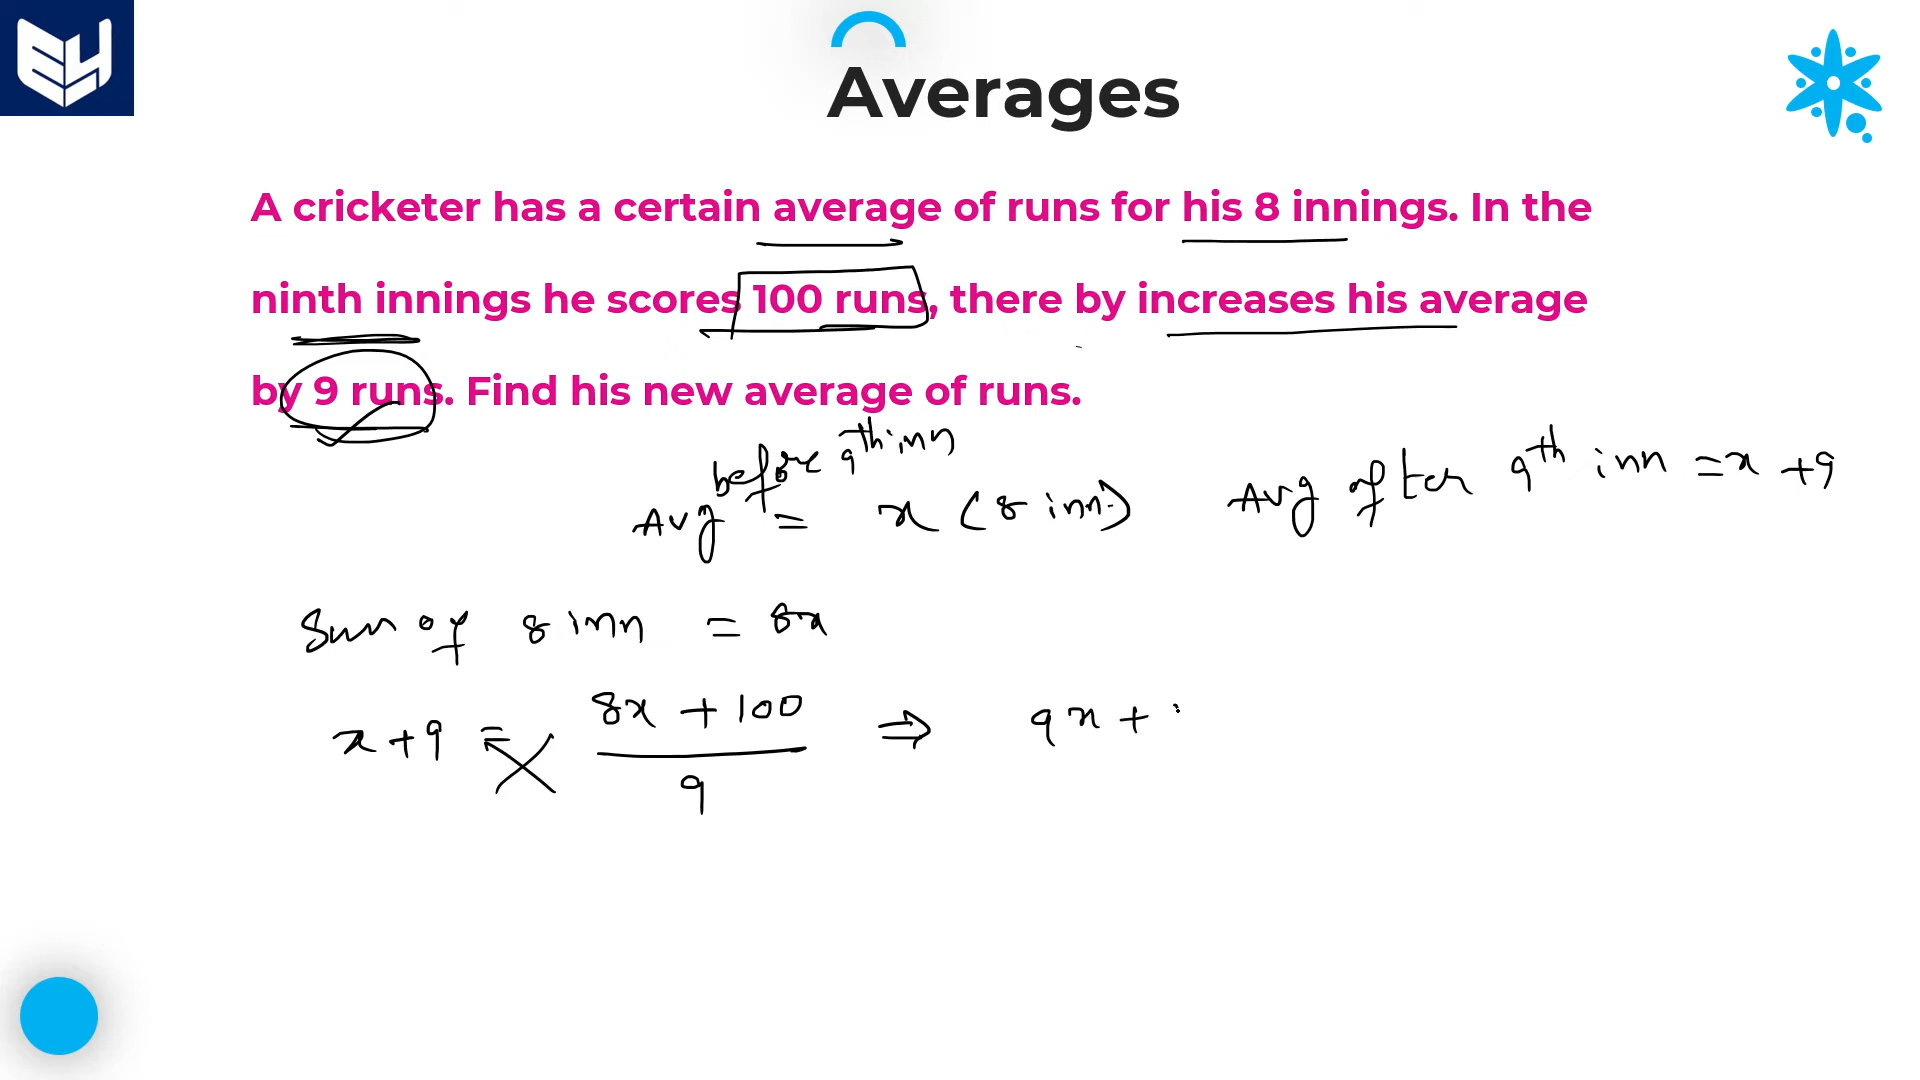 EY
Averages
A cricketer has a certain average of runs for his 8 innings. In the
ninth innings he scores 100 runs, there by increases his average
by 9 runs. Find his new average of runs.
before 9th inn
Avg = x (8 inn.) Avg after 9th inn = x + 9
Sum of 8 inn = 8x
x + 9 = 8x + 100 ⇒ 9x +
9